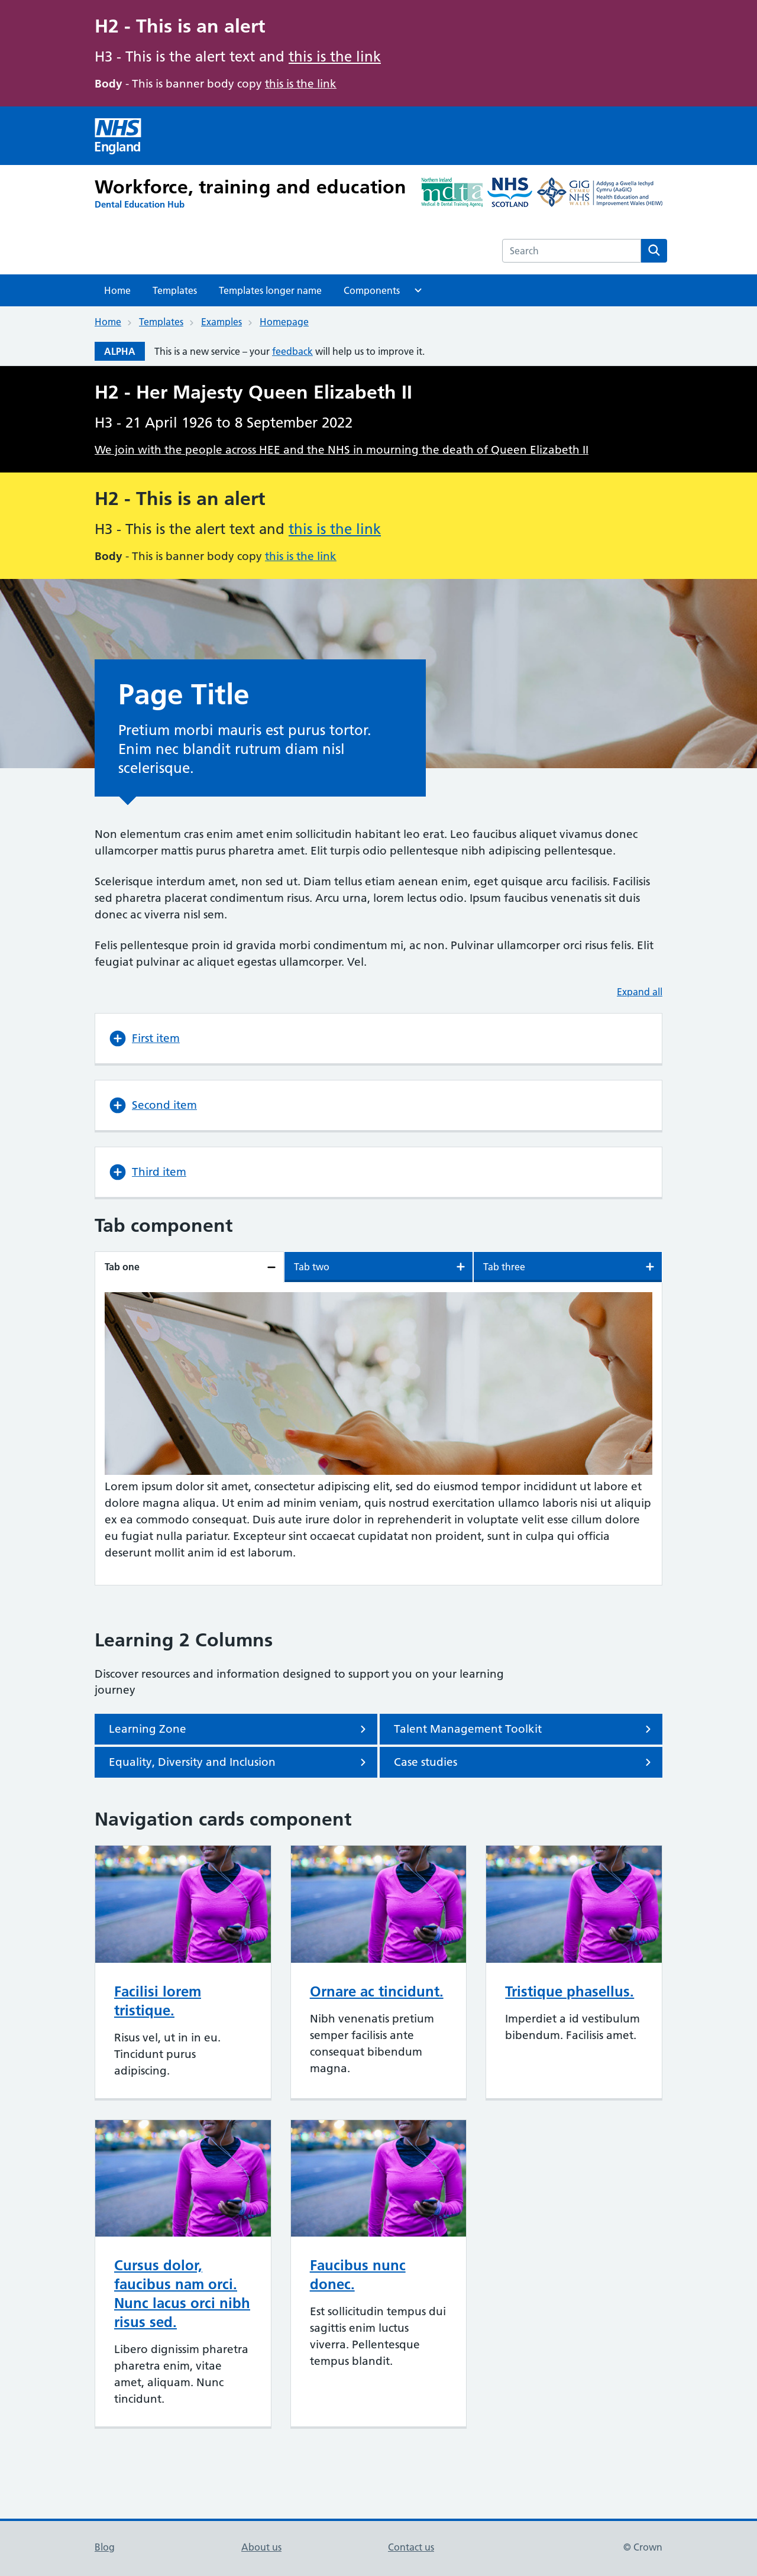 H2 - This is an alert
H3 - This is the alert text and this is the link
Body - This is banner body copy this is the link
NHS
England
Workforce, training and education
Dental Education Hub
Northern Ireland
mdta
Medical & Dental Training Agency
NHS
SCOTLAND
GIG
CYMRU
NHS
WALES
Addysg a Gwella Iechyd
Cymru (AaGIC)
Health Education and
Improvement Wales (HEIW)
Search
Home Templates Templates longer name Components
Home Templates Examples Homepage
ALPHA This is a new service – your feedback will help us to improve it.
H2 - Her Majesty Queen Elizabeth II
H3 - 21 April 1926 to 8 September 2022
We join with the people across HEE and the NHS in mourning the death of Queen Elizabeth II
H2 - This is an alert
H3 - This is the alert text and this is the link
Body - This is banner body copy this is the link
Page Title
Pretium morbi mauris est purus tortor.
Enim nec blandit rutrum diam nisl
scelerisque.
Non elementum cras enim amet enim sollicitudin habitant leo erat. Leo faucibus aliquet vivamus donec
ullamcorper mattis purus pharetra amet. Elit turpis odio pellentesque nibh adipiscing pellentesque.
Scelerisque interdum amet, non sed ut. Diam tellus etiam aenean enim, eget quisque arcu facilisis. Facilisis
sed pharetra placerat condimentum risus. Arcu urna, lorem lectus odio. Ipsum faucibus venenatis sit duis
donec ac viverra nisl sem.
Felis pellentesque proin id gravida morbi condimentum mi, ac non. Pulvinar ullamcorper orci risus felis. Elit
feugiat pulvinar ac aliquet egestas ullamcorper. Vel.
Expand all
First item
Second item
Third item
Tab component
Tab one Tab two Tab three
Lorem ipsum dolor sit amet, consectetur adipiscing elit, sed do eiusmod tempor incididunt ut labore et
dolore magna aliqua. Ut enim ad minim veniam, quis nostrud exercitation ullamco laboris nisi ut aliquip
ex ea commodo consequat. Duis aute irure dolor in reprehenderit in voluptate velit esse cillum dolore
eu fugiat nulla pariatur. Excepteur sint occaecat cupidatat non proident, sunt in culpa qui officia
deserunt mollit anim id est laborum.
Learning 2 Columns
Discover resources and information designed to support you on your learning
journey
Learning Zone Talent Management Toolkit
Equality, Diversity and Inclusion Case studies
Navigation cards component
Facilisi lorem
tristique.
Risus vel, ut in in eu.
Tincidunt purus
adipiscing.
Ornare ac tincidunt.
Nibh venenatis pretium
semper facilisis ante
consequat bibendum
magna.
Tristique phasellus.
Imperdiet a id vestibulum
bibendum. Facilisis amet.
Cursus dolor,
faucibus nam orci.
Nunc lacus orci nibh
risus sed.
Libero dignissim pharetra
pharetra enim, vitae
amet, aliquam. Nunc
tincidunt.
Faucibus nunc
donec.
Est sollicitudin tempus dui
sagittis enim luctus
viverra. Pellentesque
tempus blandit.
Blog About us Contact us © Crown